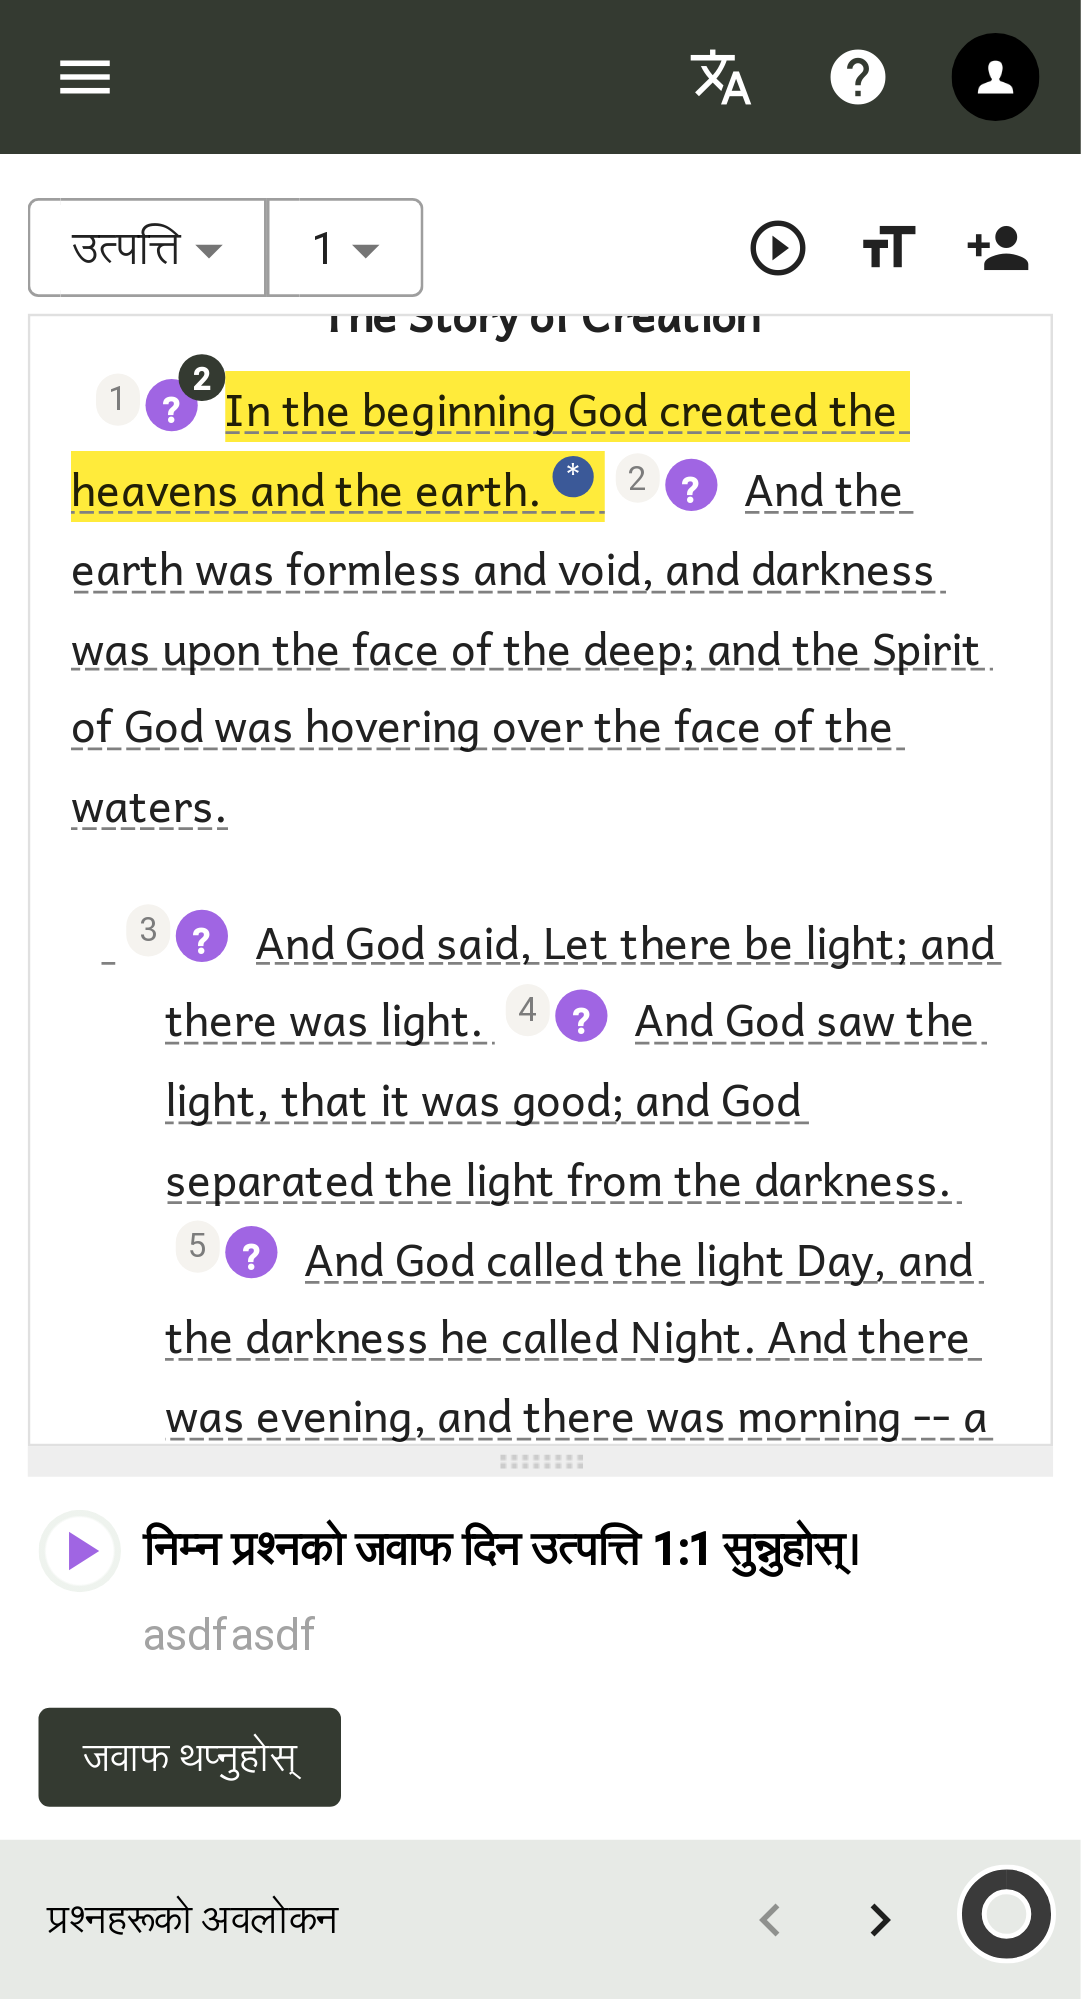 उत्पत्ति 1
The Story of Creation
1 ? 2 In the beginning God created the
heavens and the earth. * 2 ? And the
earth was formless and void, and darkness
was upon the face of the deep; and the Spirit
of God was hovering over the face of the
waters.
3 ? And God said, Let there be light; and
there was light. 4 ? And God saw the
light, that it was good; and God
separated the light from the darkness.
5 ? And God called the light Day, and
the darkness he called Night. And there
was evening, and there was morning -- a
निम्न प्रश्नको जवाफ दिन उत्पत्ति 1:1 सुन्नुहोस्।
asdfasdf
जवाफ थप्नुहोस्
प्रश्नहरूको अवलोकन